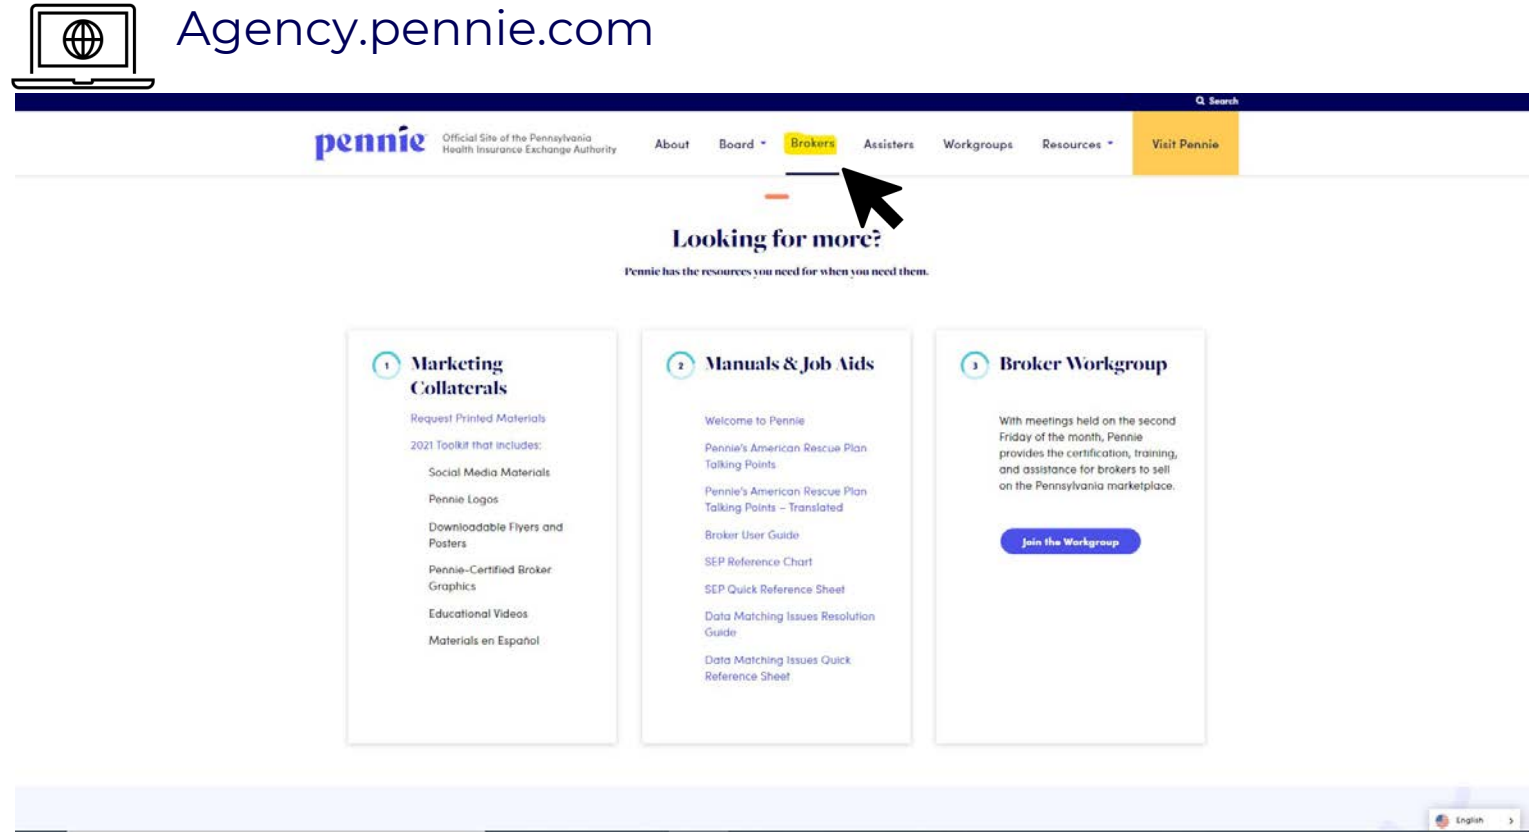 Agency.pennie.com
Search
pennie
Official Site of the Pennsylvania
Health Insurance Exchange Authority
About
Board
Brokers
Assisters
Workgroups
Resources
Visit Pennie
Looking for more?
Pennie has the resources you need for when you need them.
1
Marketing
Collaterals
Request Printed Materials
2021 Toolkit that includes:
Social Media Materials
Pennie Logos
Downloadable Flyers and
Posters
Pennie-Certified Broker
Graphics
Educational Videos
Materials en Español
2
Manuals & Job Aids
Welcome to Pennie
Pennie's American Rescue Plan
Talking Points
Pennie's American Rescue Plan
Talking Points – Translated
Broker User Guide
SEP Reference Chart
SEP Quick Reference Sheet
Data Matching Issues Resolution
Guide
Data Matching Issues Quick
Reference Sheet
3
Broker Workgroup
With meetings held on the second
Friday of the month, Pennie
provides the certification, training,
and assistance for brokers to sell
on the Pennsylvania marketplace.
Join the Workgroup
English